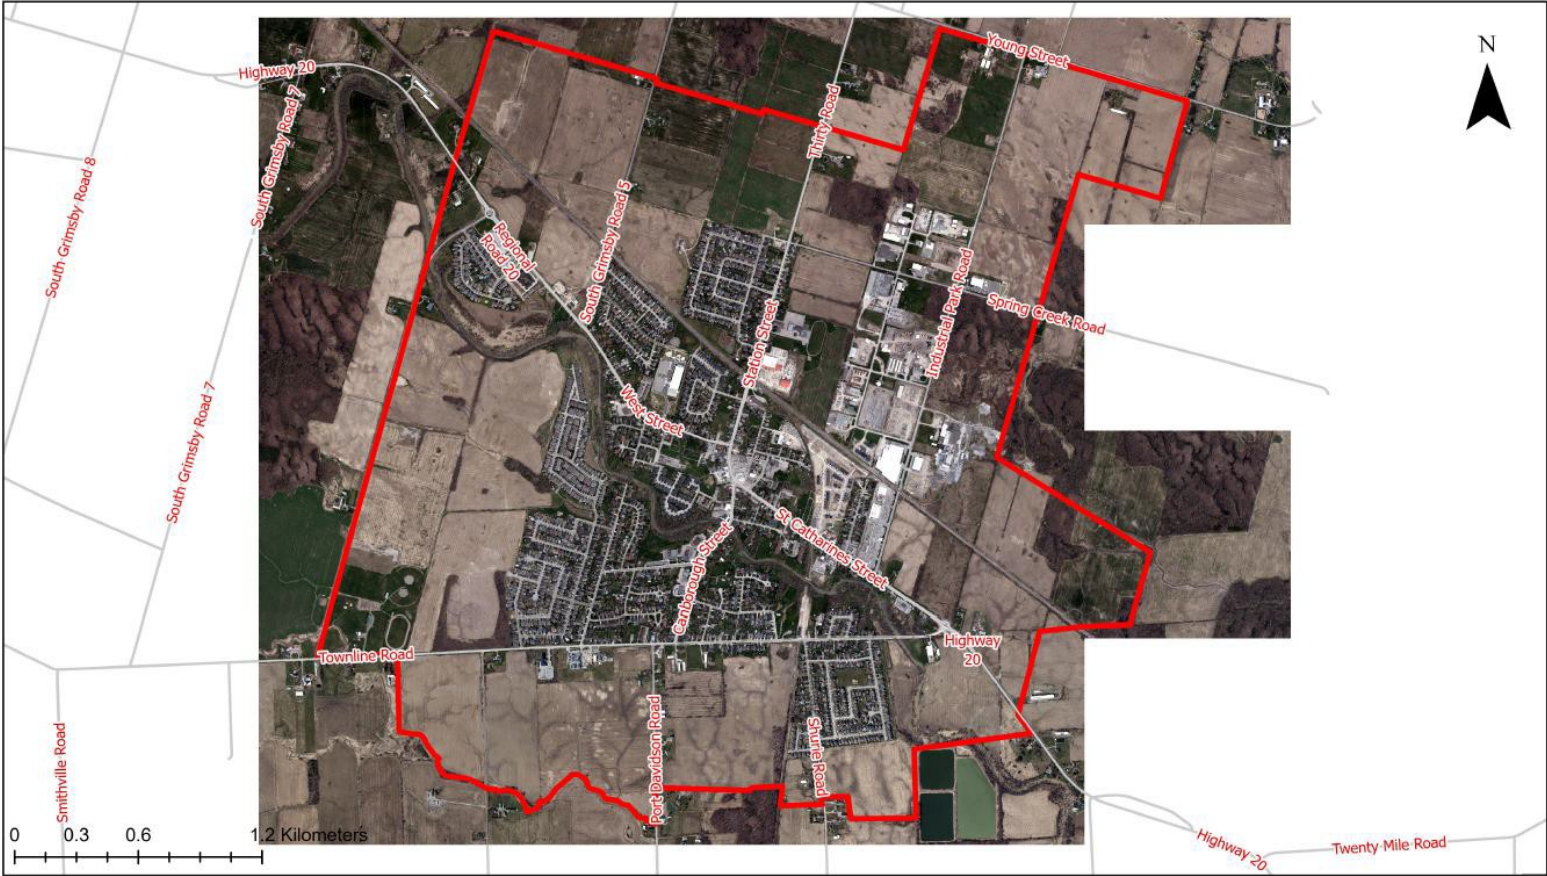 N
Young Street
Highway 20
South Grimsby Road 7
Thirty Road
South Grimsby Road 8
South Grimsby Road 5
Regional
Road 20
Industrial Park Road
Spring Creek Road
Station Street
West Street
South Grimsby Road 7
St Catharines Street
Canborough Street
Highway
20
Townline Road
Port Davidson Road
Shurie Road
Smithville Road
0 0.3 0.6 1.2 Kilometers
Highway 20
Twenty Mile Road